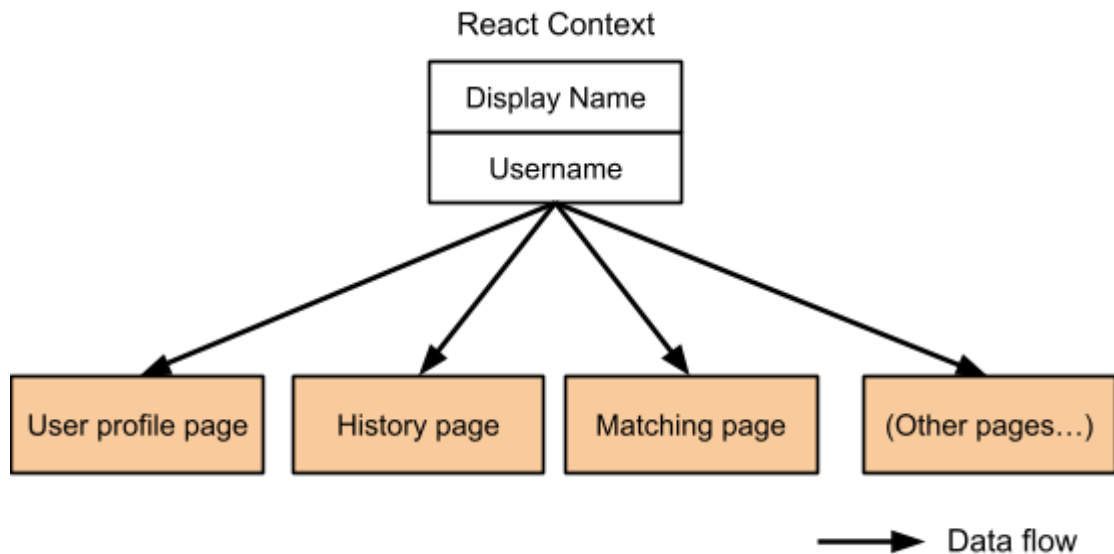 React Context
Display Name
Username
User profile page
History page
Matching page
(Other pages…)
Data flow